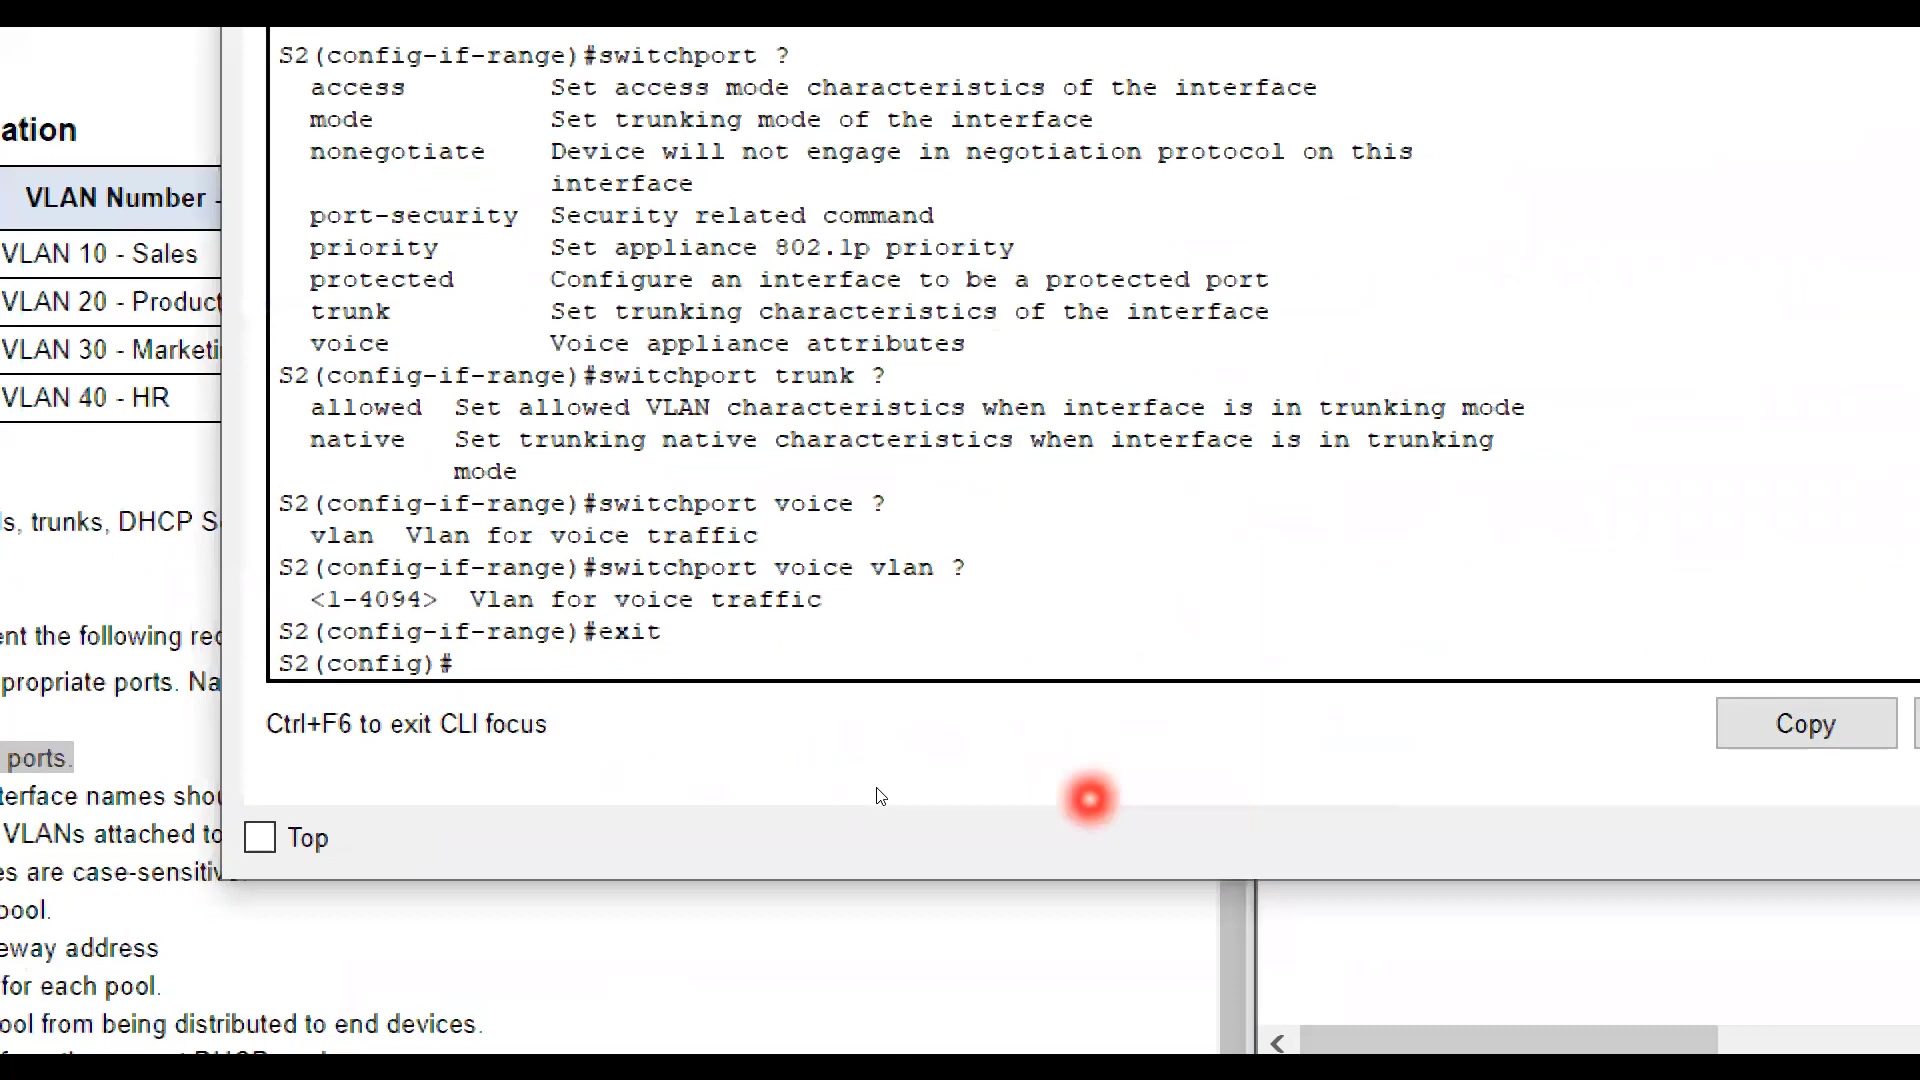 S2(config-if-range)#switchport ?
access Set access mode characteristics of the interface
mode Set trunking mode of the interface
nonegotiate Device will not engage in negotiation protocol on this
interface
port-security Security related command
priority Set appliance 802.1p priority
protected Configure an interface to be a protected port
trunk Set trunking characteristics of the interface
voice Voice appliance attributes
S2(config-if-range)#switchport trunk ?
allowed Set allowed VLAN characteristics when interface is in trunking mode
native Set trunking native characteristics when interface is in trunking
mode
S2(config-if-range)#switchport voice ?
vlan Vlan for voice traffic
S2(config-if-range)#switchport voice vlan ?
<1-4094> Vlan for voice traffic
S2(config-if-range)#exit
S2(config)#
Ctrl+F6 to exit CLI focus
Copy
Top
ation
VLAN Number -
VLAN 10 - Sales
VLAN 20 - Product
VLAN 30 - Marketi
VLAN 40 - HR
ls, trunks, DHCP S
ent the following req
propriate ports. Na
ports.
terface names shou
VLANs attached to
es are case-sensitive
pool.
eway address
for each pool.
ool from being distributed to end devices.